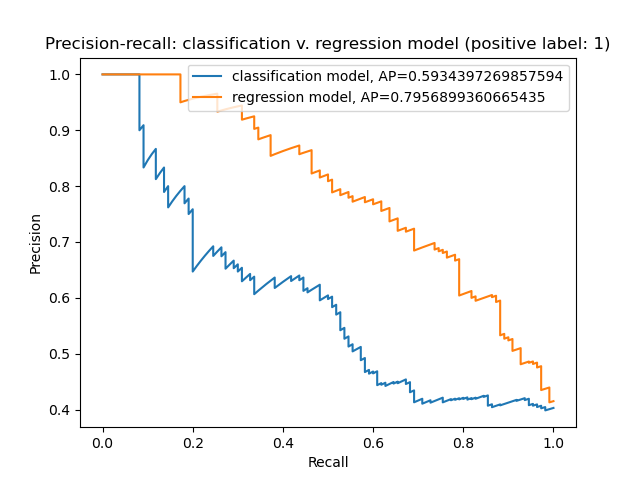 Precision-recall: classification v. regression model (positive label: 1)
classification model, AP=0.5934397269857594
regression model, AP=0.7956899360665435
1.0
0.9
0.8
0.7
0.6
0.5
0.4
Precision
0.0 0.2 0.4 0.6 0.8 1.0
Recall